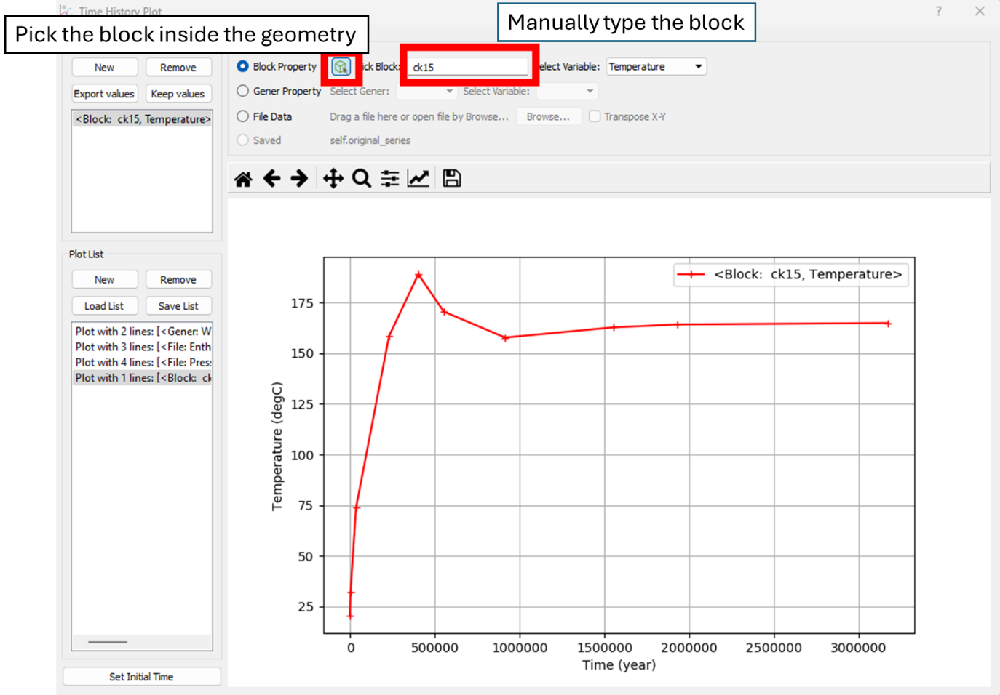 Time History Plot
?
Pick the block inside the geometry
Manually type the block
New Remove
Export values Keep values
<Block: ck15, Temperature>
Block Property ick Block: ck15 elect Variable: Temperature
Gener Property Select Gener: Select Variable:
File Data Drag a file here or open file by Browse... Browse... Transpose X-Y
Saved self.original_series
Plot List
New Remove
Load List Save List
Plot with 2 lines: [<Gener: W
Plot with 3 lines: [<File: Enth
Plot with 4 lines: [<File: Pres
Plot with 1 lines: [<Block: ck
Set Initial Time
<Block: ck15, Temperature>
Temperature (degC)
175
150
125
100
75
50
25
0 500000 1000000 1500000 2000000 2500000 3000000
Time (year)